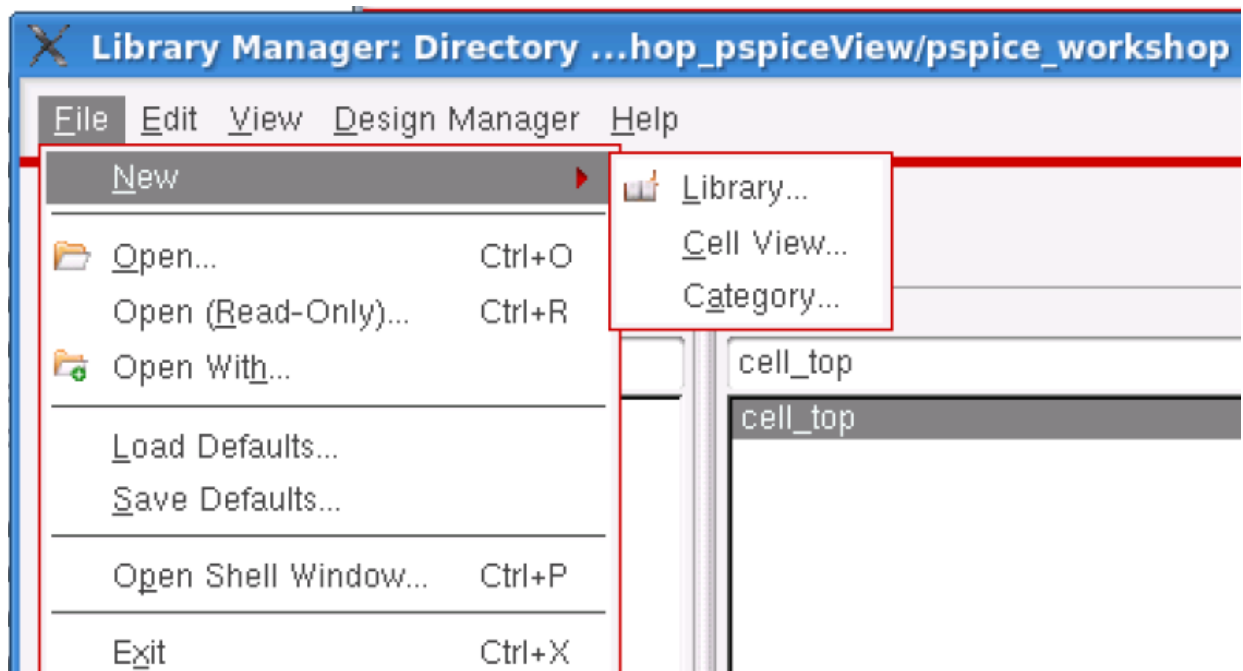 Library Manager: Directory ...hop_pspiceView/pspice_workshop
File Edit View Design Manager Help
New
Library...
Cell View...
Category...
Open... Ctrl+O
Open (Read-Only)... Ctrl+R
Open With...
Load Defaults...
Save Defaults...
Open Shell Window... Ctrl+P
Exit Ctrl+X
cell_top
cell_top